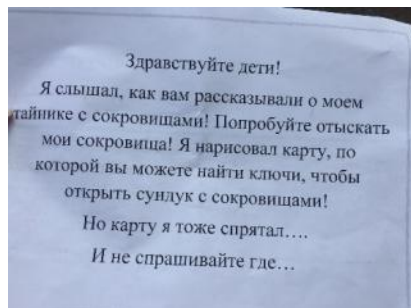 Здравствуйте дети!
Я слышал, как вам рассказывали о моем
тайнике с сокровищами! Попробуйте отыскать
мои сокровища! Я нарисовал карту, по
которой вы можете найти ключи, чтобы
открыть сундук с сокровищами!
Но карту я тоже спрятал….
И не спрашивайте где…